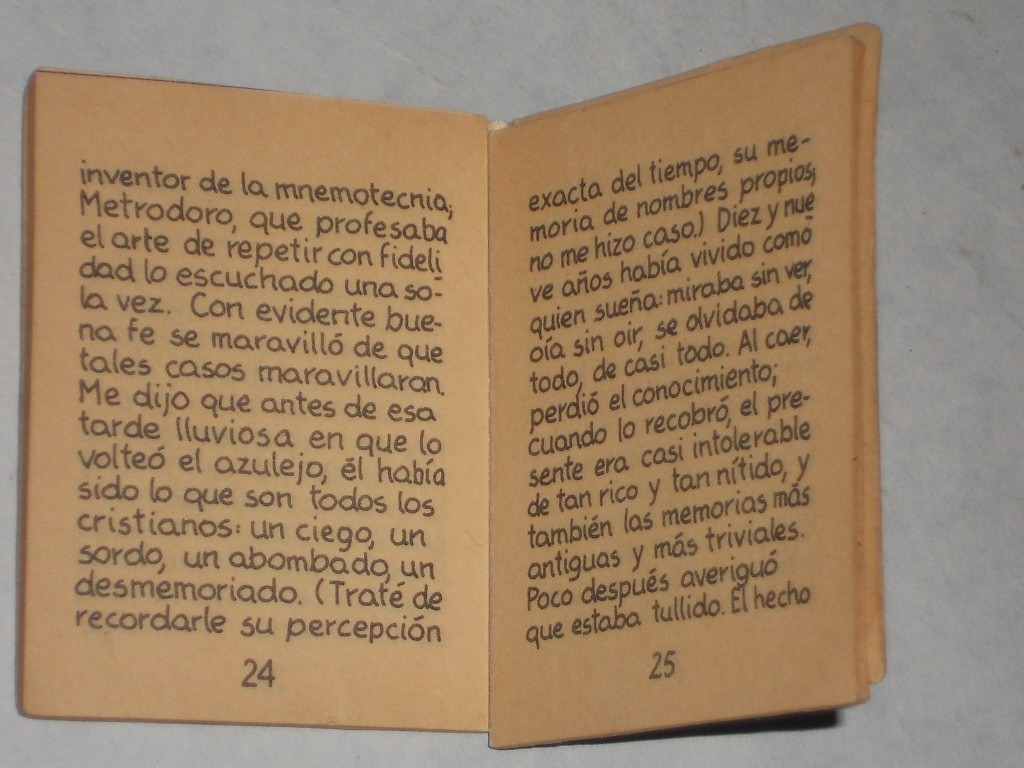 inventor de la mnemotecnia;
Metrodoro, que profesaba
el arte de repetir con fideli
dad lo escuchado una so-
la vez. Con evidente bue-
na fe se maravilló de que
tales casos maravillaran.
Me dijo que antes de esa
tarde lluviosa en que lo
volteó el azulejo, él había
sido lo que son todos los
cristianos: un ciego, un
sordo, un abombado, un
desmemoriado. (Traté de
recordarle su percepción
24
exacta del tiempo, su me-
moria de nombres propios;
no me hizo caso.) Diez y nue
ve años había vivido como
quien sueña: miraba sin ver,
oía sin oir, se olvidaba de
todo, de casi todo. Al caer,
perdió el conocimiento;
cuando lo recobró, el pre-
sente era casi intolerable
de tan rico y tan nítido, y
también las memorias más
antiguas y más triviales.
Poco después averiguó
que estaba tullido. El hecho
25